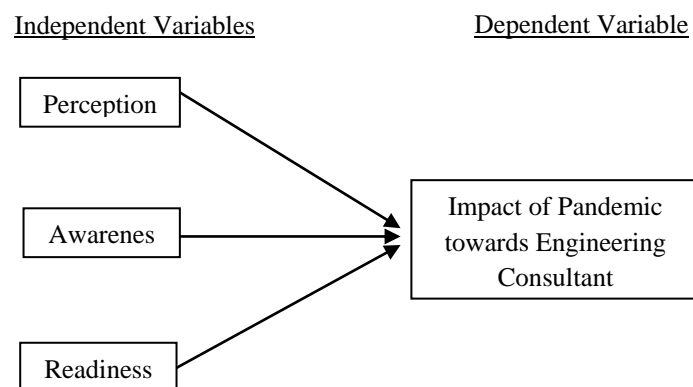 Independent Variables
Dependent Variable
Perception
Awarenes
Readiness
Impact of Pandemic
towards Engineering
Consultant